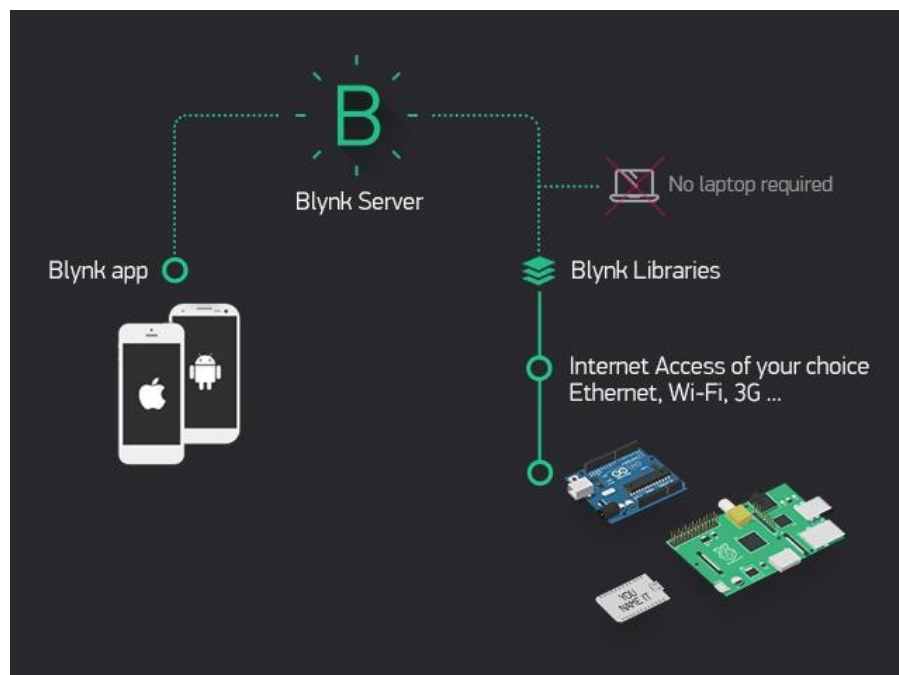 B
Blynk Server
No laptop required
Blynk app
Blynk Libraries
Internet Access of your choice
Ethernet, Wi-Fi, 3G ...
YOU
NAME IT